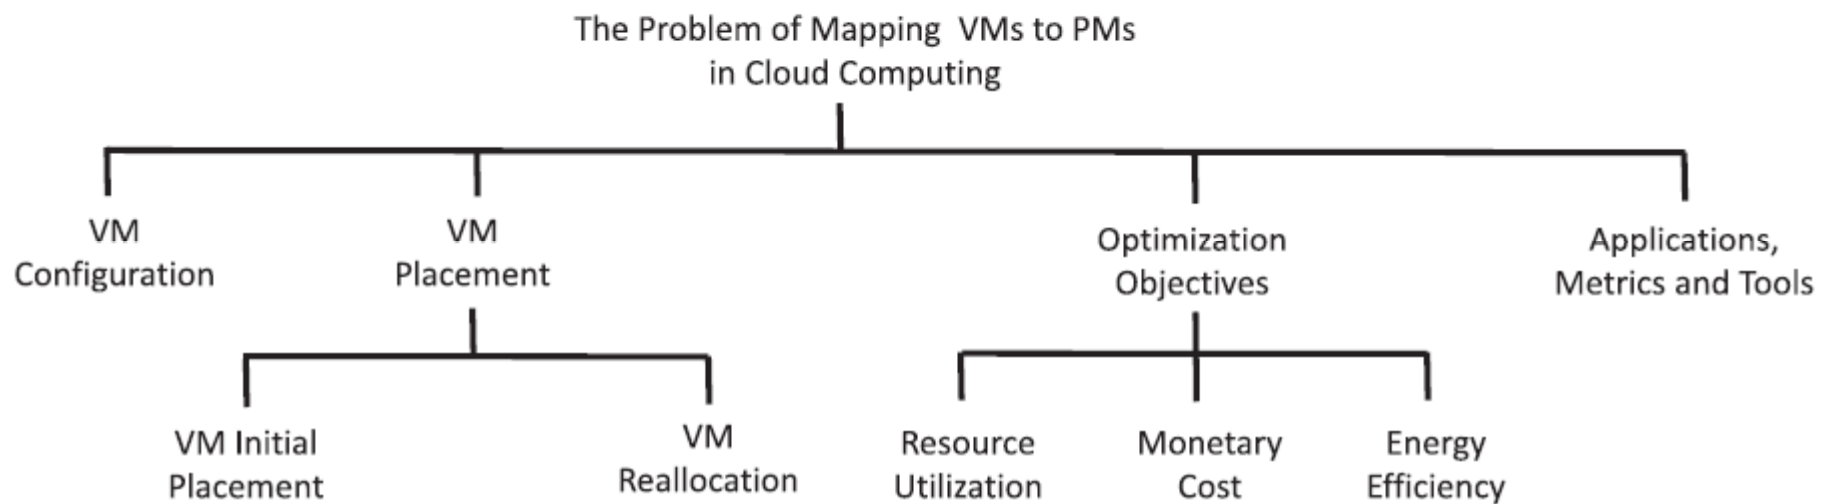 The Problem of Mapping VMs to PMs
in Cloud Computing
VM
Configuration
VM
Placement
Optimization
Objectives
Applications,
Metrics and Tools
VM Initial
Placement
VM
Reallocation
Resource
Utilization
Monetary
Cost
Energy
Efficiency